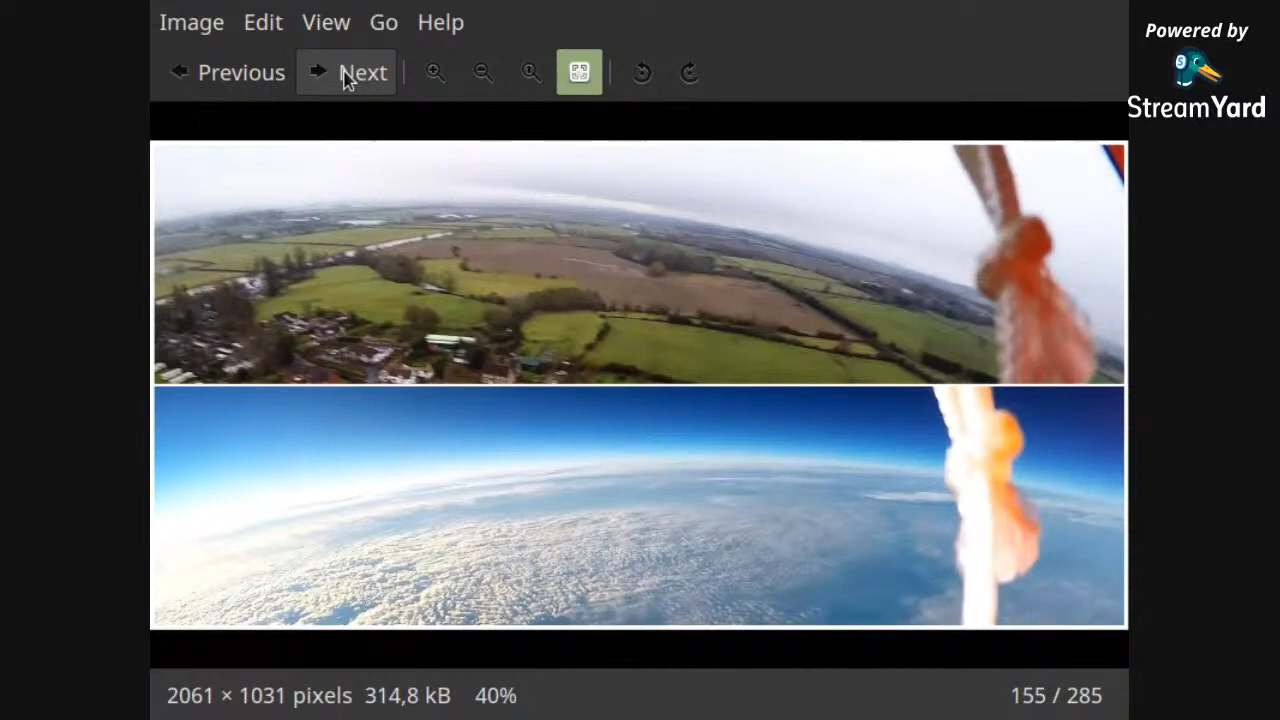 Image Edit View Go Help
Previous Next
2061 × 1031 pixels 314,8 kB 40%
155 / 285
Powered by
StreamYard